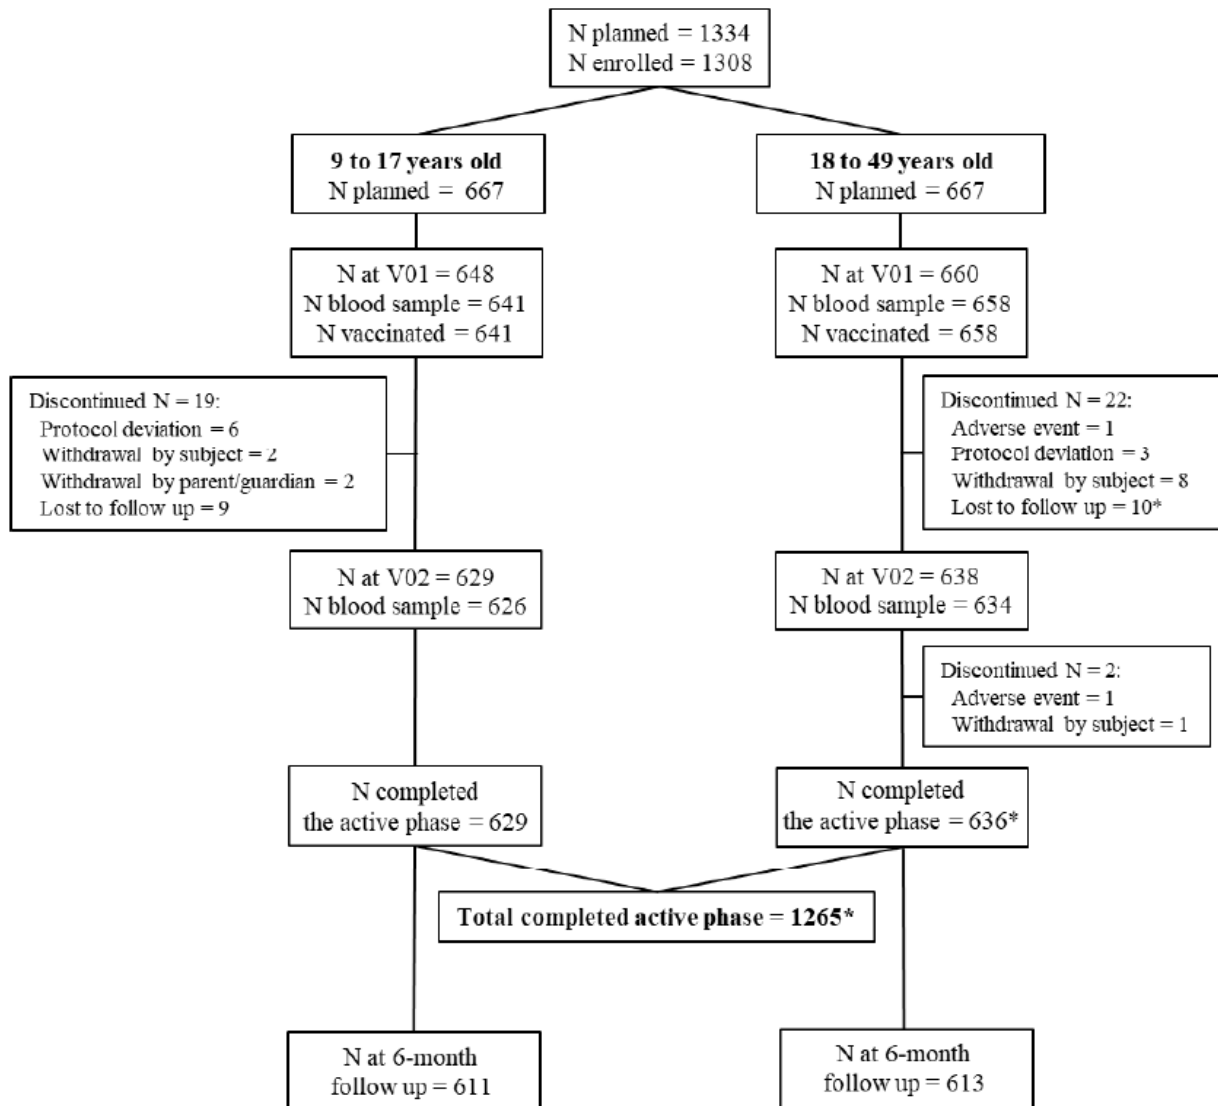 N planned = 1334
N enrolled = 1308
9 to 17 years old
N planned = 667
18 to 49 years old
N planned = 667
N at V01 = 648
N blood sample = 641
N vaccinated = 641
N at V01 = 660
N blood sample = 658
N vaccinated = 658
Discontinued N = 19:
Protocol deviation = 6
Withdrawal by subject = 2
Withdrawal by parent/guardian = 2
Lost to follow up = 9
Discontinued N = 22:
Adverse event = 1
Protocol deviation = 3
Withdrawal by subject = 8
Lost to follow up = 10*
N at V02 = 629
N blood sample = 626
N at V02 = 638
N blood sample = 634
Discontinued N = 2:
Adverse event = 1
Withdrawal by subject = 1
N completed
the active phase = 629
N completed
the active phase = 636*
Total completed active phase = 1265*
N at 6-month
follow up = 611
N at 6-month
follow up = 613